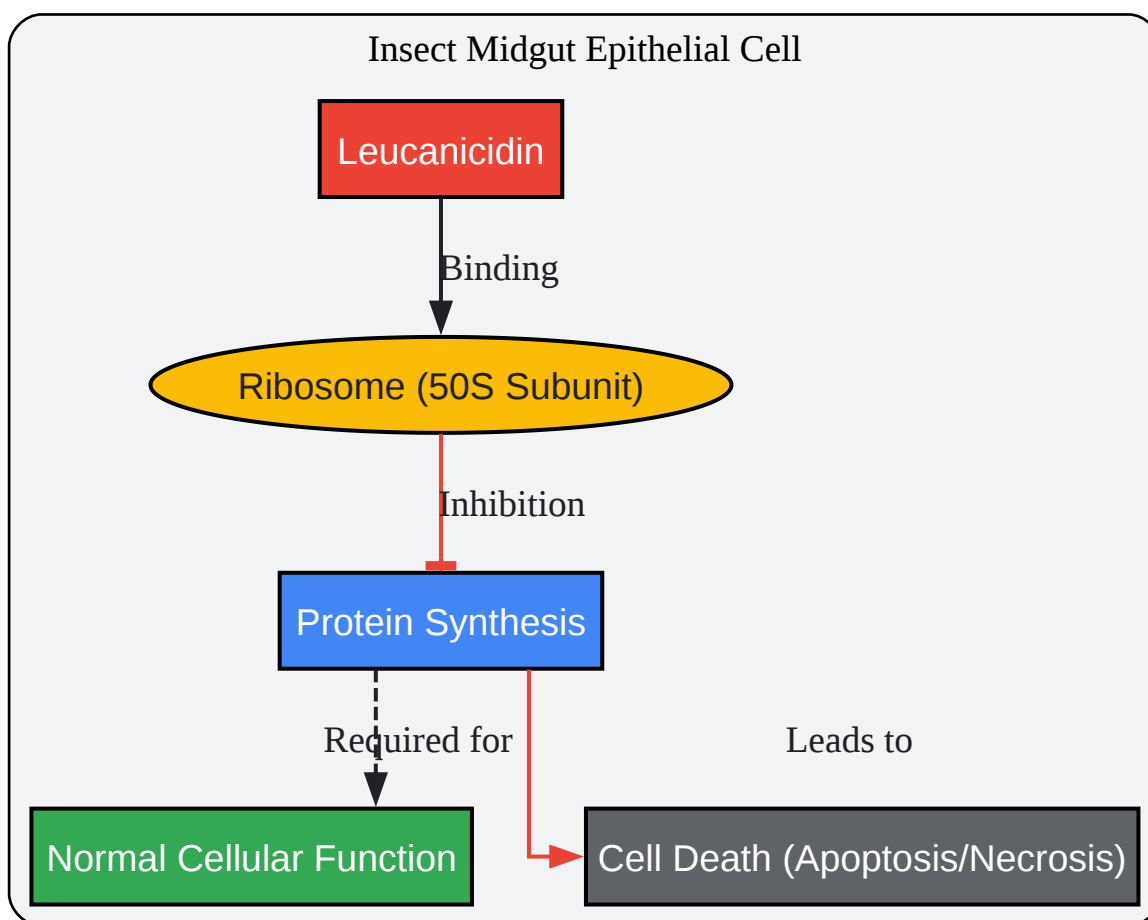 Insect Midgut Epithelial Cell
Leucanicidin
Binding
Ribosome (50S Subunit)
Inhibition
Protein Synthesis
Required for
Leads to
Normal Cellular Function
Cell Death (Apoptosis/Necrosis)